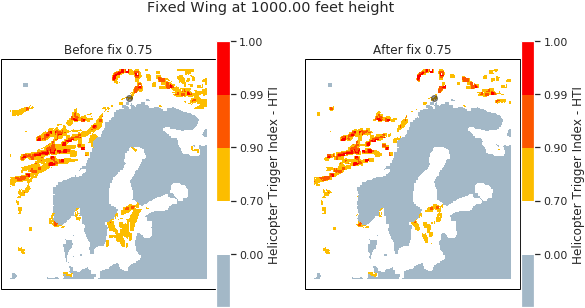 Fixed Wing at 1000.00 feet height
Before fix 0.75
1.00
0.99
0.90
0.70
0.00
Helicopter Trigger Index - HTI
After fix 0.75
1.00
0.99
0.90
0.70
0.00
Helicopter Trigger Index - HTI